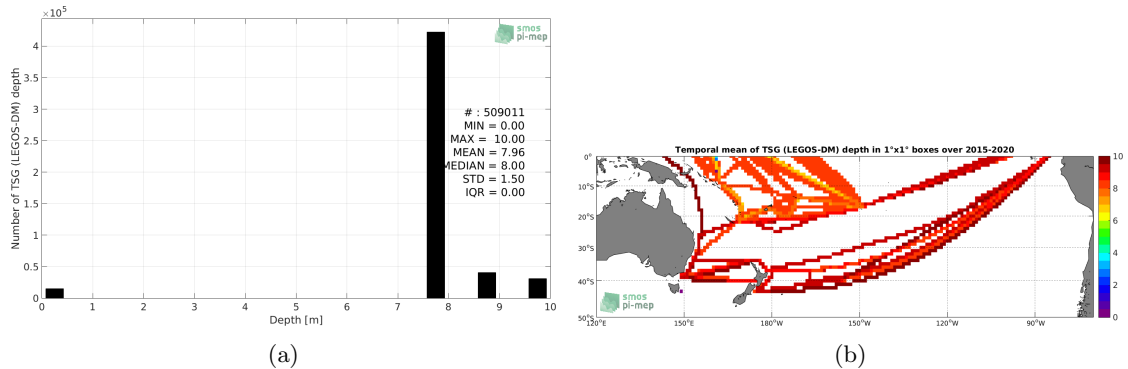 ×10⁵
4
3.5
3
2.5
2
1.5
1
0.5
0
Number of TSG (LEGOS-DM) depth
smos
pi-mep
# : 509011
MIN = 0.00
MAX = 10.00
MEAN = 7.96
MEDIAN = 8.00
STD = 1.50
IQR = 0.00
0 1 2 3 4 5 6 7 8 9 10
Depth [m]
(a)
Temporal mean of TSG (LEGOS-DM) depth in 1°x1° boxes over 2015-2020
0°
10°S
20°S
30°S
40°S
50°S
120°E 150°E 180°W 150°W 120°W 90°W
smos
pi-mep
10
8
6
4
2
0
(b)